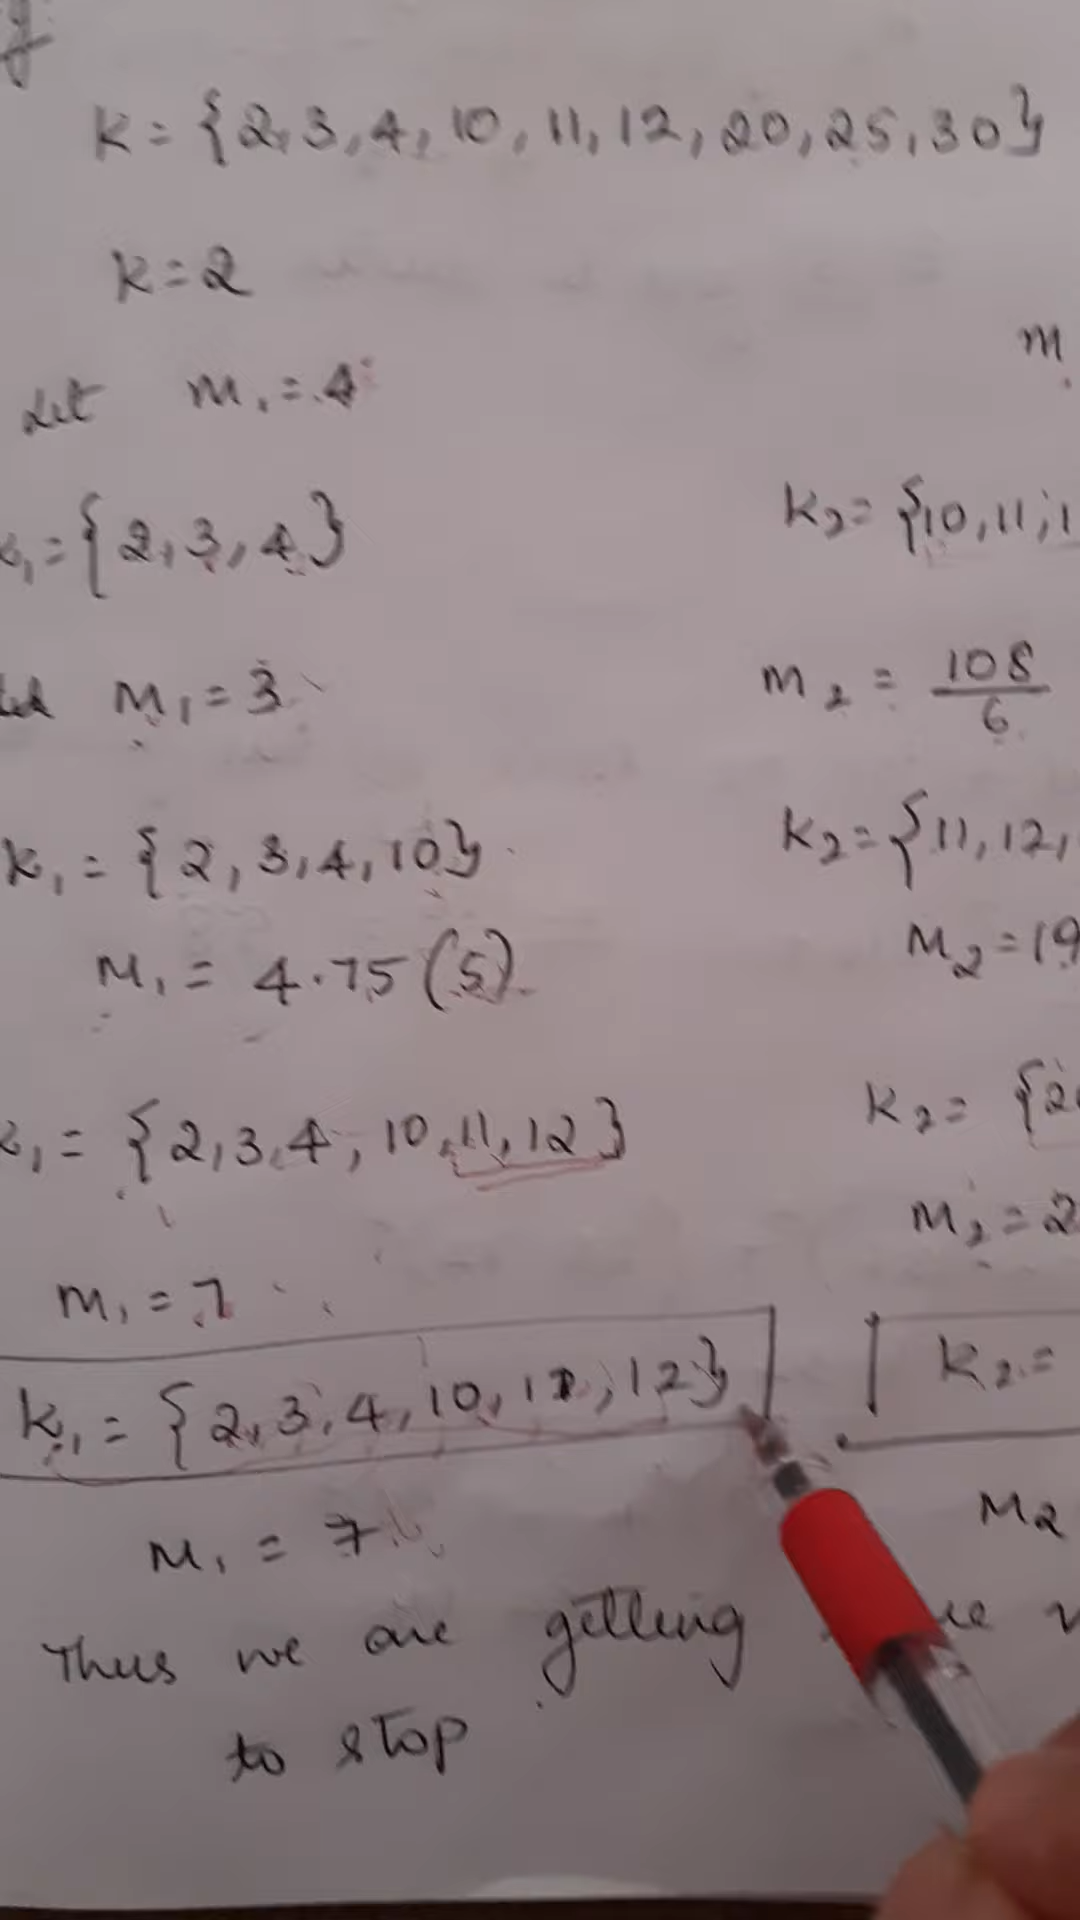 K = {2, 3, 4, 10, 11, 12, 20, 25, 30}
K = 2
Let m1 = 4
m
K1 = {2, 3, 4}
K2 = {10, 11, 1
m1 = 3
m2 = 108/6
K1 = {2, 3, 4, 10}
K2 = {11, 12,
M1 = 4.75 (5)
M2 = 19
K1 = {2, 3, 4, 10, 11, 12}
K2 = {2
M2 = 2
m1 = 7
K1 = {2, 3, 4, 10, 11, 12}
K2 =
M1 = 7
M2
Thus we are getting
to stop